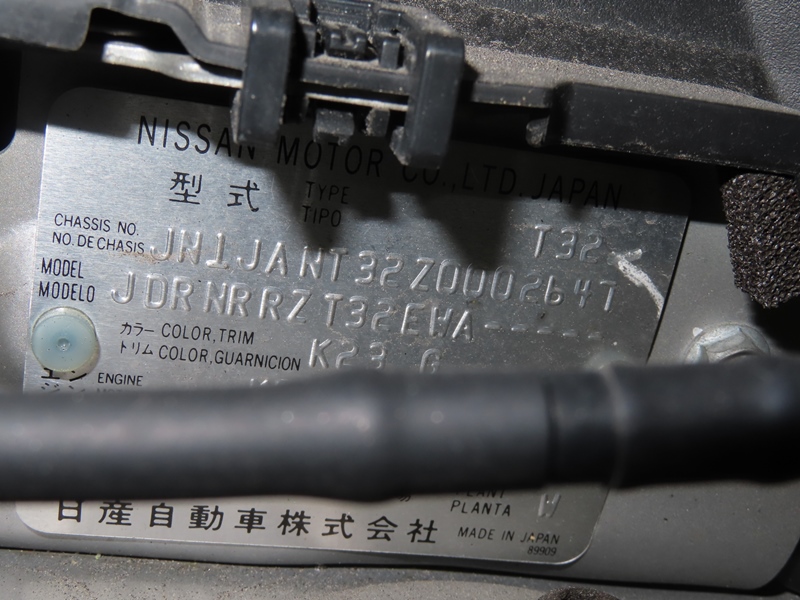 NISSAN MOTOR CO.,LTD. JAPAN
型式 TYPE
TIPO T32--
CHASSIS NO.
NO. DE CHASIS JN1JANT32Z0002647
MODEL
MODELO JDRNRRZT32EWA-----
カラー COLOR,TRIM
トリム COLOR,GUARNICION K23 G
ENGINE
PLANTA W
日産自動車株式会社 MADE IN JAPAN
89909